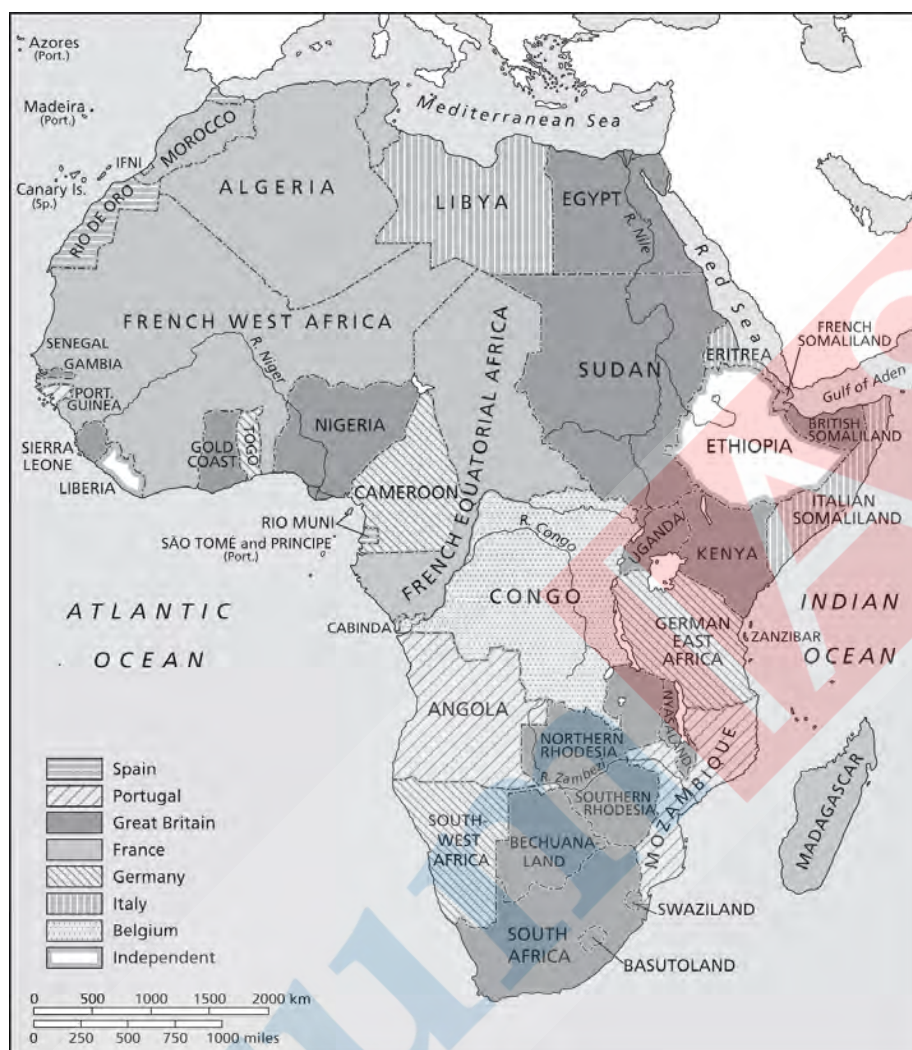 Azores
(Port.)
Mediterranean Sea
Madeira
(Port.)
MOROCCO
IFNI
Canary Is.
(Sp.)
RIO DE ORO
ALGERIA
LIBYA
EGYPT
R. Nile
Red Sea
FRENCH WEST AFRICA
SENEGAL
GAMBIA
PORT.
GUINEA
R. Niger
FRENCH EQUATORIAL AFRICA
SUDAN
ERITREA
FRENCH
SOMALILAND
Gulf of Aden
BRITISH
SOMALILAND
SIERRA
LEONE
LIBERIA
GOLD
COAST
TOGO
NIGERIA
CAMEROON
ETHIOPIA
ITALIAN
SOMALILAND
RIO MUNI
SÃO TOME and PRINCIPE
(Port.)
R. Congo
UGANDA
KENYA
CONGO
ATLANTIC
OCEAN
CABINDA
GERMAN
EAST
AFRICA
ZANZIBAR
INDIAN
OCEAN
ANGOLA
NORTHERN
RHODESIA
NYASALAND
R. Zambezi
SOUTHERN
RHODESIA
MOZAMBIQUE
MADAGASCAR
SOUTH-
WEST
AFRICA
BECHUANA-
LAND
SWAZILAND
SOUTH
AFRICA
BASUTOLAND
Spain
Portugal
Great Britain
France
Germany
Italy
Belgium
Independent
0 500 1000 1500 2000 km
0 250 500 750 1000 miles